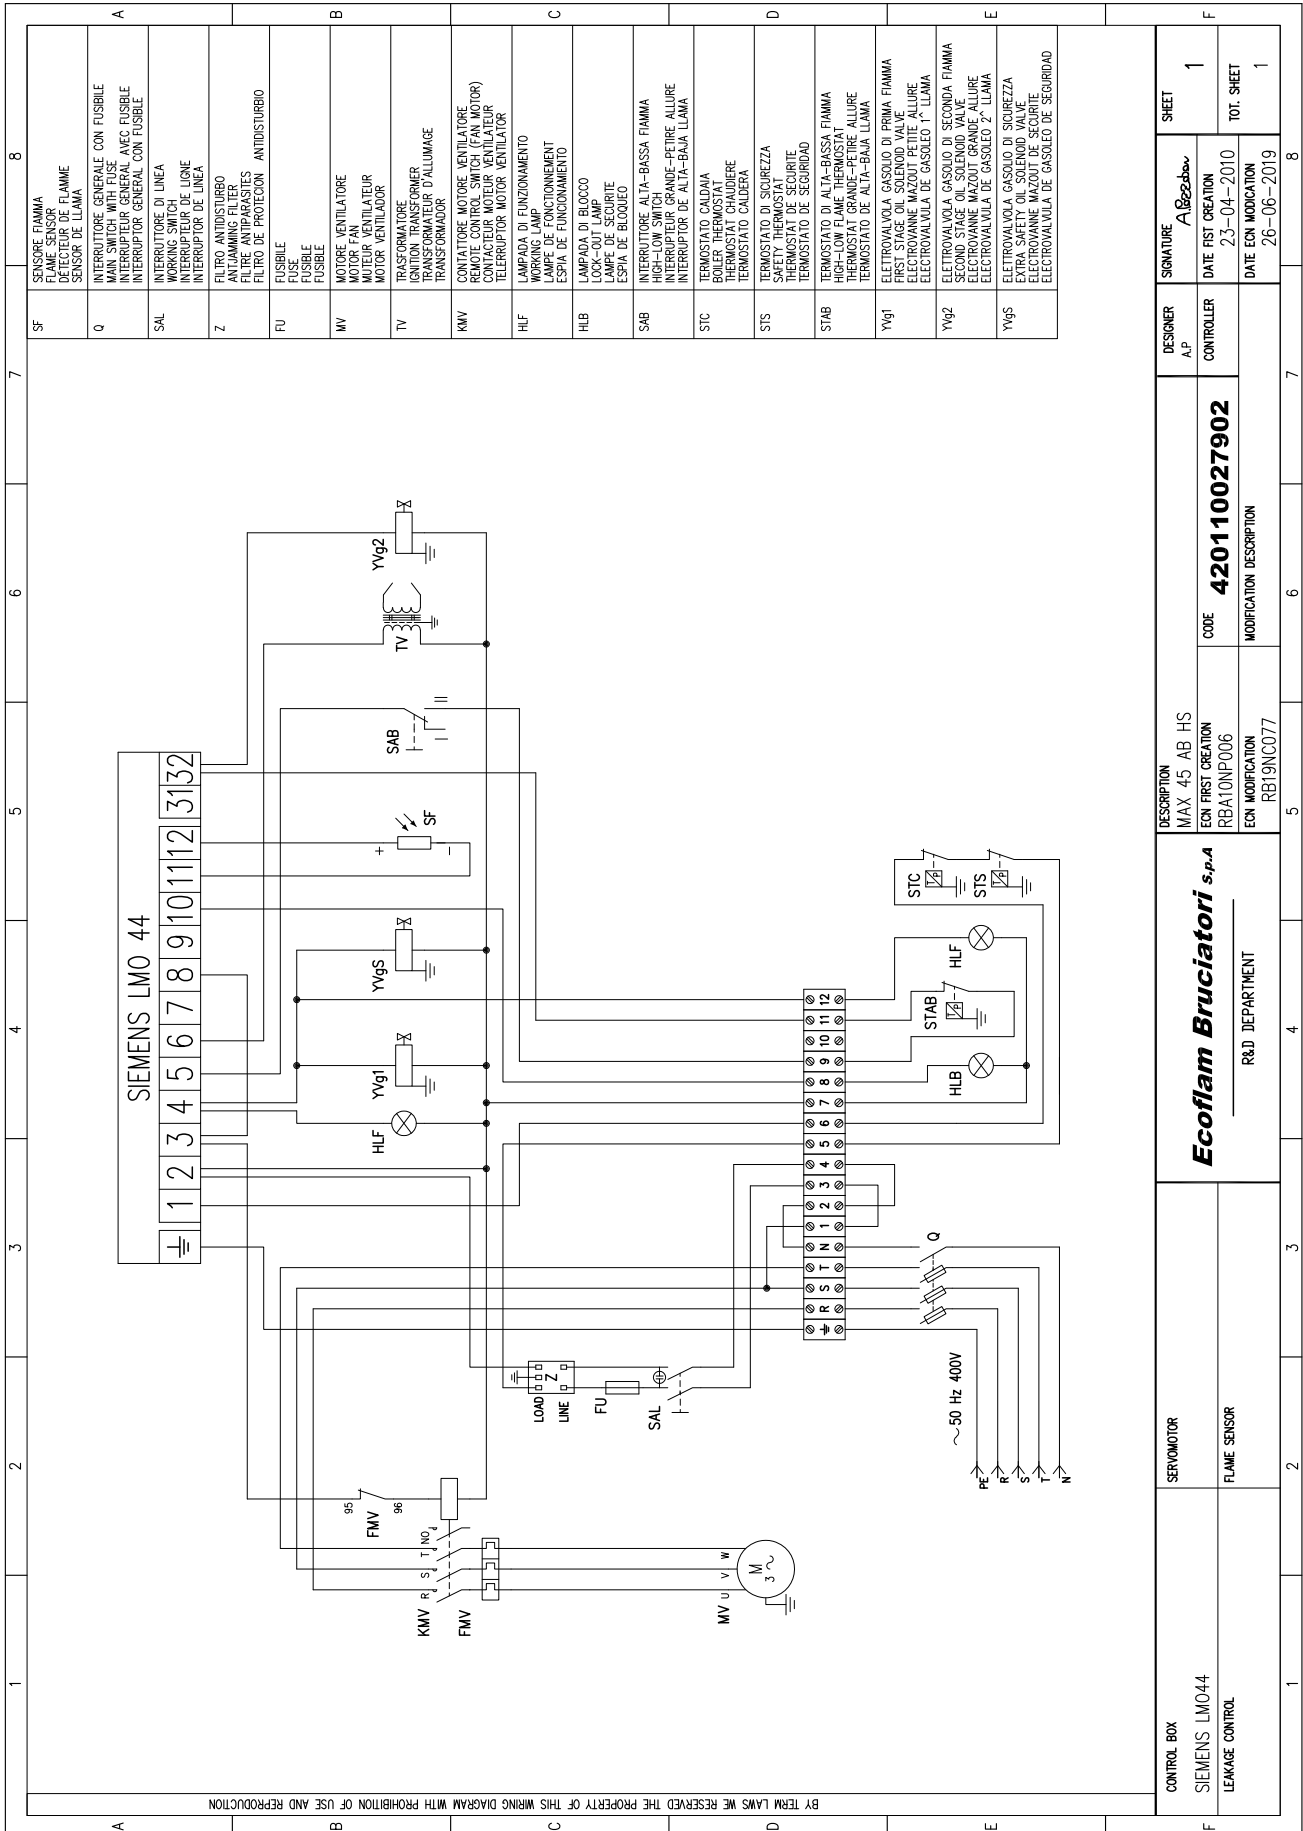 SIEMENS LMO 44
1 2 3 4 5 6 7 8 9 10 11 12 31 32
KMV
R S T NO
FMV
95
FMV
96
HLF
YVg1
YVgS
+
SF
-
SAB
I II
TV
YVg2
LOAD
Z
LINE
FU
SAL
MV U V W
M
3~
R S T N 1 2 3 4 5 6 7 8 9 10 11 12
~50 Hz 400V
PE
R
S
T
N
Q
HLB
STAB
T/P
HLF
STC
T/P
STS
T/P
SF
SENSORE FIAMMA
FLAME SENSOR
DÉTECTEUR DE FLAMME
SENSOR DE LLAMA
Q
INTERRUTTORE GENERALE CON FUSIBILE
MAIN SWITCH WITH FUSE
INTERRUPTEUR GENERAL AVEC FUSIBLE
INTERRUPTOR GENERAL CON FUSIBLE
SAL
INTERRUTTORE DI LINEA
WORKING SWITCH
INTERRUPTEUR DE LIGNE
INTERRUPTOR DE LINEA
Z
FILTRO ANTIDISTURBO
ANTIJAMMING FILTER
FILTRE ANTIPARASITES
FILTRO DE PROTECION ANTIDISTURBIO
FU
FUSIBILE
FUSE
FUSIBLE
FUSIBLE
MV
MOTORE VENTILATORE
MOTOR FAN
MUTEUR VENTILATEUR
MOTOR VENTILADOR
TV
TRASFORMATORE
IGNITION TRANSFORMER
TRANSFORMATEUR D'ALLUMAGE
TRANSFORMADOR
KMV
CONTATTORE MOTORE VENTILATORE
REMOTE CONTROL SWITCH (FAN MOTOR)
CONTACTEUR MOTEUR VENTILATEUR
TELERRUPTOR MOTOR VENTILATOR
HLF
LAMPADA DI FUNZIONAMENTO
WORKING LAMP
LAMPE DE FONCTIONNEMENT
ESPIA DE FUNCIONAMIENTO
HLB
LAMPADA DI BLOCCO
LOCK-OUT LAMP
LAMPE DE SECURITE
ESPIA DE BLOQUEO
SAB
INTERRUTTORE ALTA-BASSA FIAMMA
HIGH-LOW SWITCH
INTERRUPTEUR GRANDE-PETIRE ALLURE
INTERRUPTOR DE ALTA-BAJA LLAMA
STC
TERMOSTATO CALDAIA
BOILER THERMOSTAT
THERMOSTAT CHAUDIERE
TERMOSTATO CALDERA
STS
TERMOSTATO DI SICUREZZA
SAFETY THERMOSTAT
THERMOSTAT DE SECURITE
TERMOSTATO DE SEGURIDAD
STAB
TERMOSTATO DI ALTA-BASSA FIAMMA
HIGH-LOW FLAME THERMOSTAT
THERMOSTAT GRANDE-PETIRE ALLURE
TERMOSTATO DE ALTA-BAJA LLAMA
YVg1
ELETTROVALVOLA GASOLIO DI PRIMA FIAMMA
FIRST STAGE OIL SOLENOID VALVE
ELECTROVANNE MAZOUT PETITE ALLURE
ELECTROVALVULA DE GASOLEO 1^ LLAMA
YVg2
ELETTROVALVOLA GASOLIO DI SECONDA FIAMMA
SECOND STAGE OIL SOLENOID VALVE
ELECTROVANNE MAZOUT GRANDE ALLURE
ELECTROVALVULA DE GASOLEO 2^ LLAMA
YVgS
ELETTROVALVOLA GASOLIO DI SICUREZZA
EXTRA SAFETY OIL SOLENOID VALVE
ELECTROVANNE MAZOUT DE SECURITE
ELECTROVALVULA DE GASOLEO DE SEGURIDAD
BY TERM LAWS WE RESERVED THE PROPERTY OF THIS WIRING DIAGRAM WITH PROHIBITION OF USE AND REPRODUCTION
CONTROL BOX
SIEMENS LMO44
LEAKAGE CONTROL
SERVOMOTOR
FLAME SENSOR
Ecoflam Bruciatori s.p.A
R&D DEPARTMENT
DESCRIPTION
MAX 45 AB HS
ECN FIRST CREATION
RBA10NP006
CODE
420110027902
ECN MODIFICATION
RB19NC077
MODIFICATION DESCRIPTION
DESIGNER
A.P
CONTROLLER
SIGNATURE
DATE FIST CREATION
23-04-2010
DATE ECN MODICATION
26-06-2019
SHEET
1
TOT. SHEET
1
1 2 3 4 5 6 7 8
A B C D E F
1 2 3 4 5 6 7 8
A B C D E F